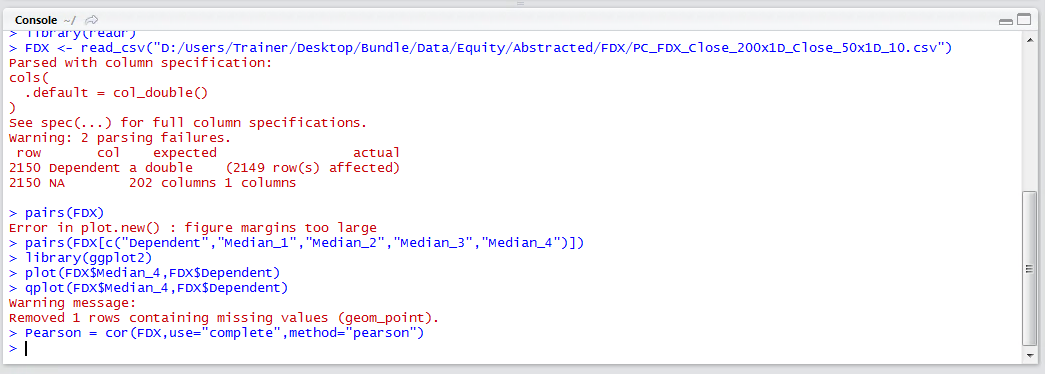 Console ~/
> library(readr)
> FDX <- read_csv("D:/Users/Trainer/Desktop/Bundle/Data/Equity/Abstracted/FDX/PC_FDX_Close_200x1D_Close_50x1D_10.csv")
Parsed with column specification:
cols(
  .default = col_double()
)
See spec(...) for full column specifications.
Warning: 2 parsing failures.
 row       col    expected                  actual
2150 Dependent a double    (2149 row(s) affected)
2150 NA        202 columns 1 columns
> pairs(FDX)
Error in plot.new() : figure margins too large
> pairs(FDX[c("Dependent","Median_1","Median_2","Median_3","Median_4")])
> library(ggplot2)
> plot(FDX$Median_4,FDX$Dependent)
> qplot(FDX$Median_4,FDX$Dependent)
Warning message:
Removed 1 rows containing missing values (geom_point).
> Pearson = cor(FDX,use="complete",method="pearson")
>